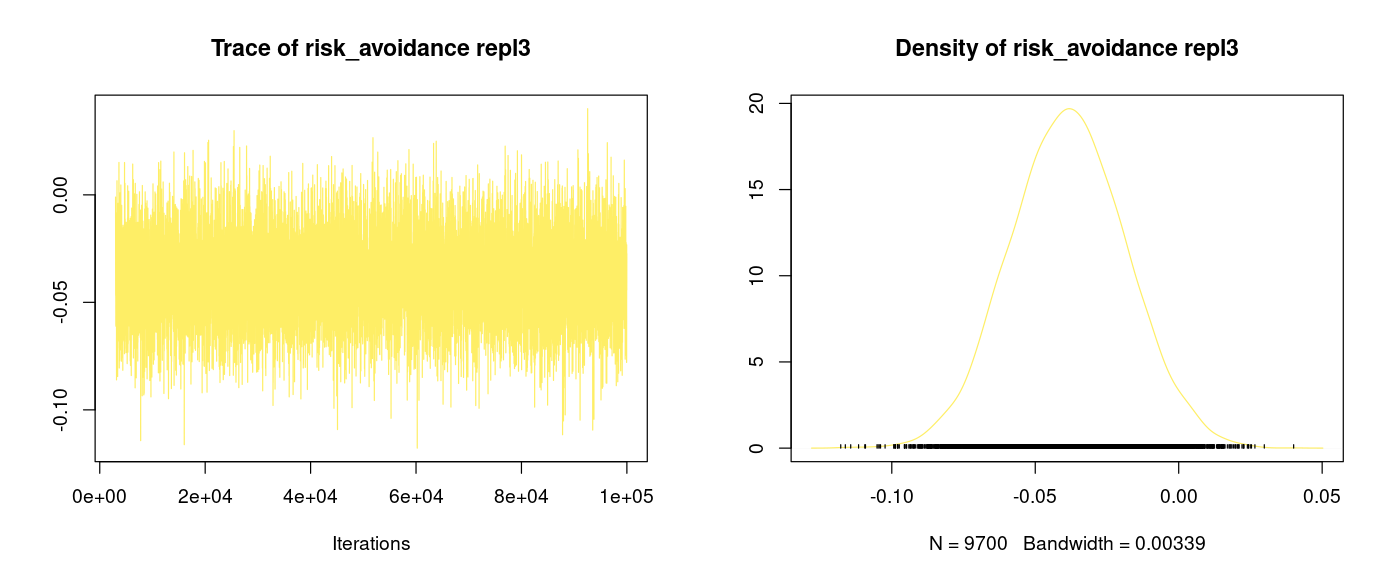 Trace of risk_avoidance repl3
0.00
-0.05
-0.10
0e+00 2e+04 4e+04 6e+04 8e+04 1e+05
Iterations
Density of risk_avoidance repl3
20
15
10
5
0
-0.10 -0.05 0.00 0.05
N = 9700 Bandwidth = 0.00339